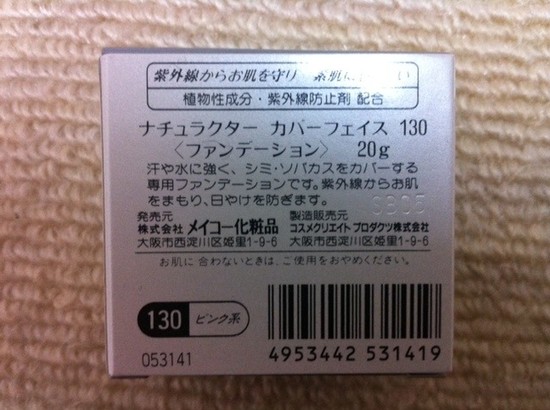 紫外線からお肌を守り 素肌に
植物性成分・紫外線防止剤 配合
ナチュラクター カバーフェイス 130
〈ファンデーション〉 20g
汗や水に強く、シミ・ソバカスをカバーする
専用ファンデーションです。紫外線からお肌
をまもり、日やけを防ぎます。
発売元
株式会社 メイコー化粧品
大阪市西淀川区姫里1-9-6
製造販売元
コスメクリエイト プロダクツ株式会社
大阪市西淀川区姫里1-9-6
お肌に合わないときは、ご使用をおやめください。
130 ピンク系
053141
4953442 531419